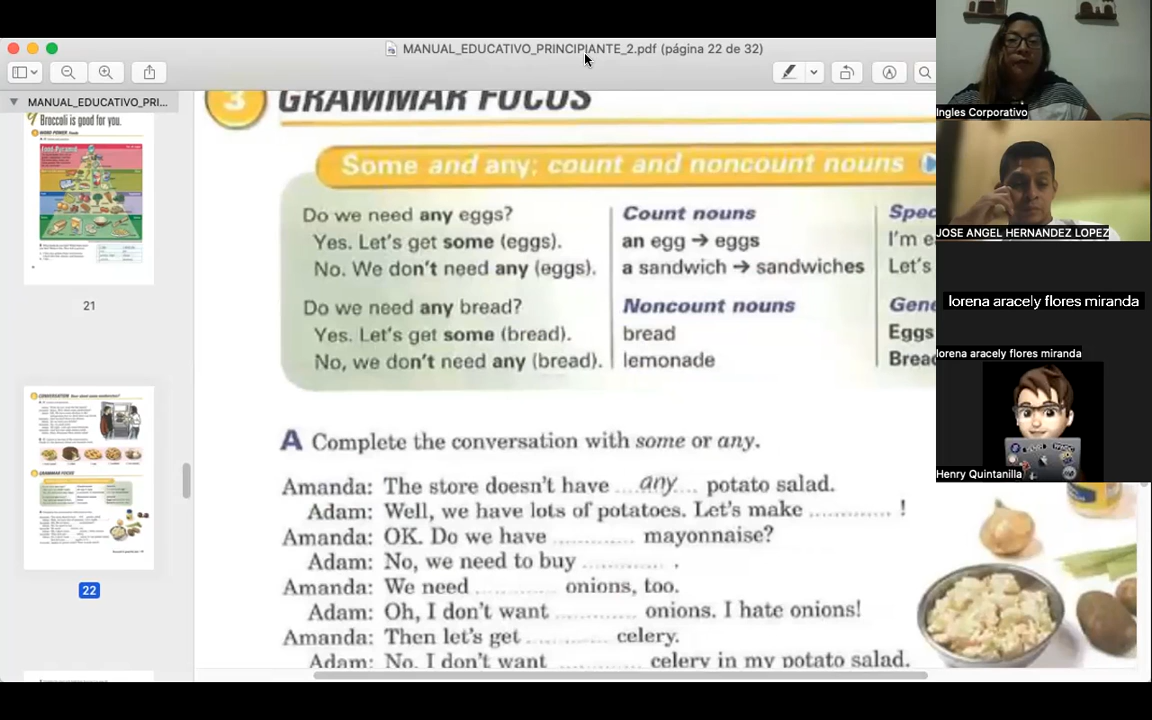 MANUAL_EDUCATIVO_PRINCIPIANTE_2.pdf (página 22 de 32)
MANUAL_EDUCATIVO_PRI...
Broccoli is good for you.
21
22
3 GRAMMAR FOCUS
Some and any; count and noncount nouns
Do we need any eggs?
Yes. Let's get some (eggs).
No. We don't need any (eggs).
Do we need any bread?
Yes. Let's get some (bread).
No, we don't need any (bread).
Count nouns
an egg → eggs
a sandwich → sandwiches
Noncount nouns
bread
lemonade
Spec
I'm e
Let's
Gene
Eggs
Bread
A Complete the conversation with some or any.
Amanda: The store doesn't have ....any.... potato salad.
Adam: Well, we have lots of potatoes. Let's make ............ !
Amanda: OK. Do we have ............ mayonnaise?
Adam: No, we need to buy ............ .
Amanda: We need ............ onions, too.
Adam: Oh, I don't want ............ onions. I hate onions!
Amanda: Then let's get ............ celery.
Adam: No, I don't want ............ celery in my potato salad.
Ingles Corporativo
JOSE ANGEL HERNANDEZ LOPEZ
lorena aracely flores miranda
lorena aracely flores miranda
Henry Quintanilla